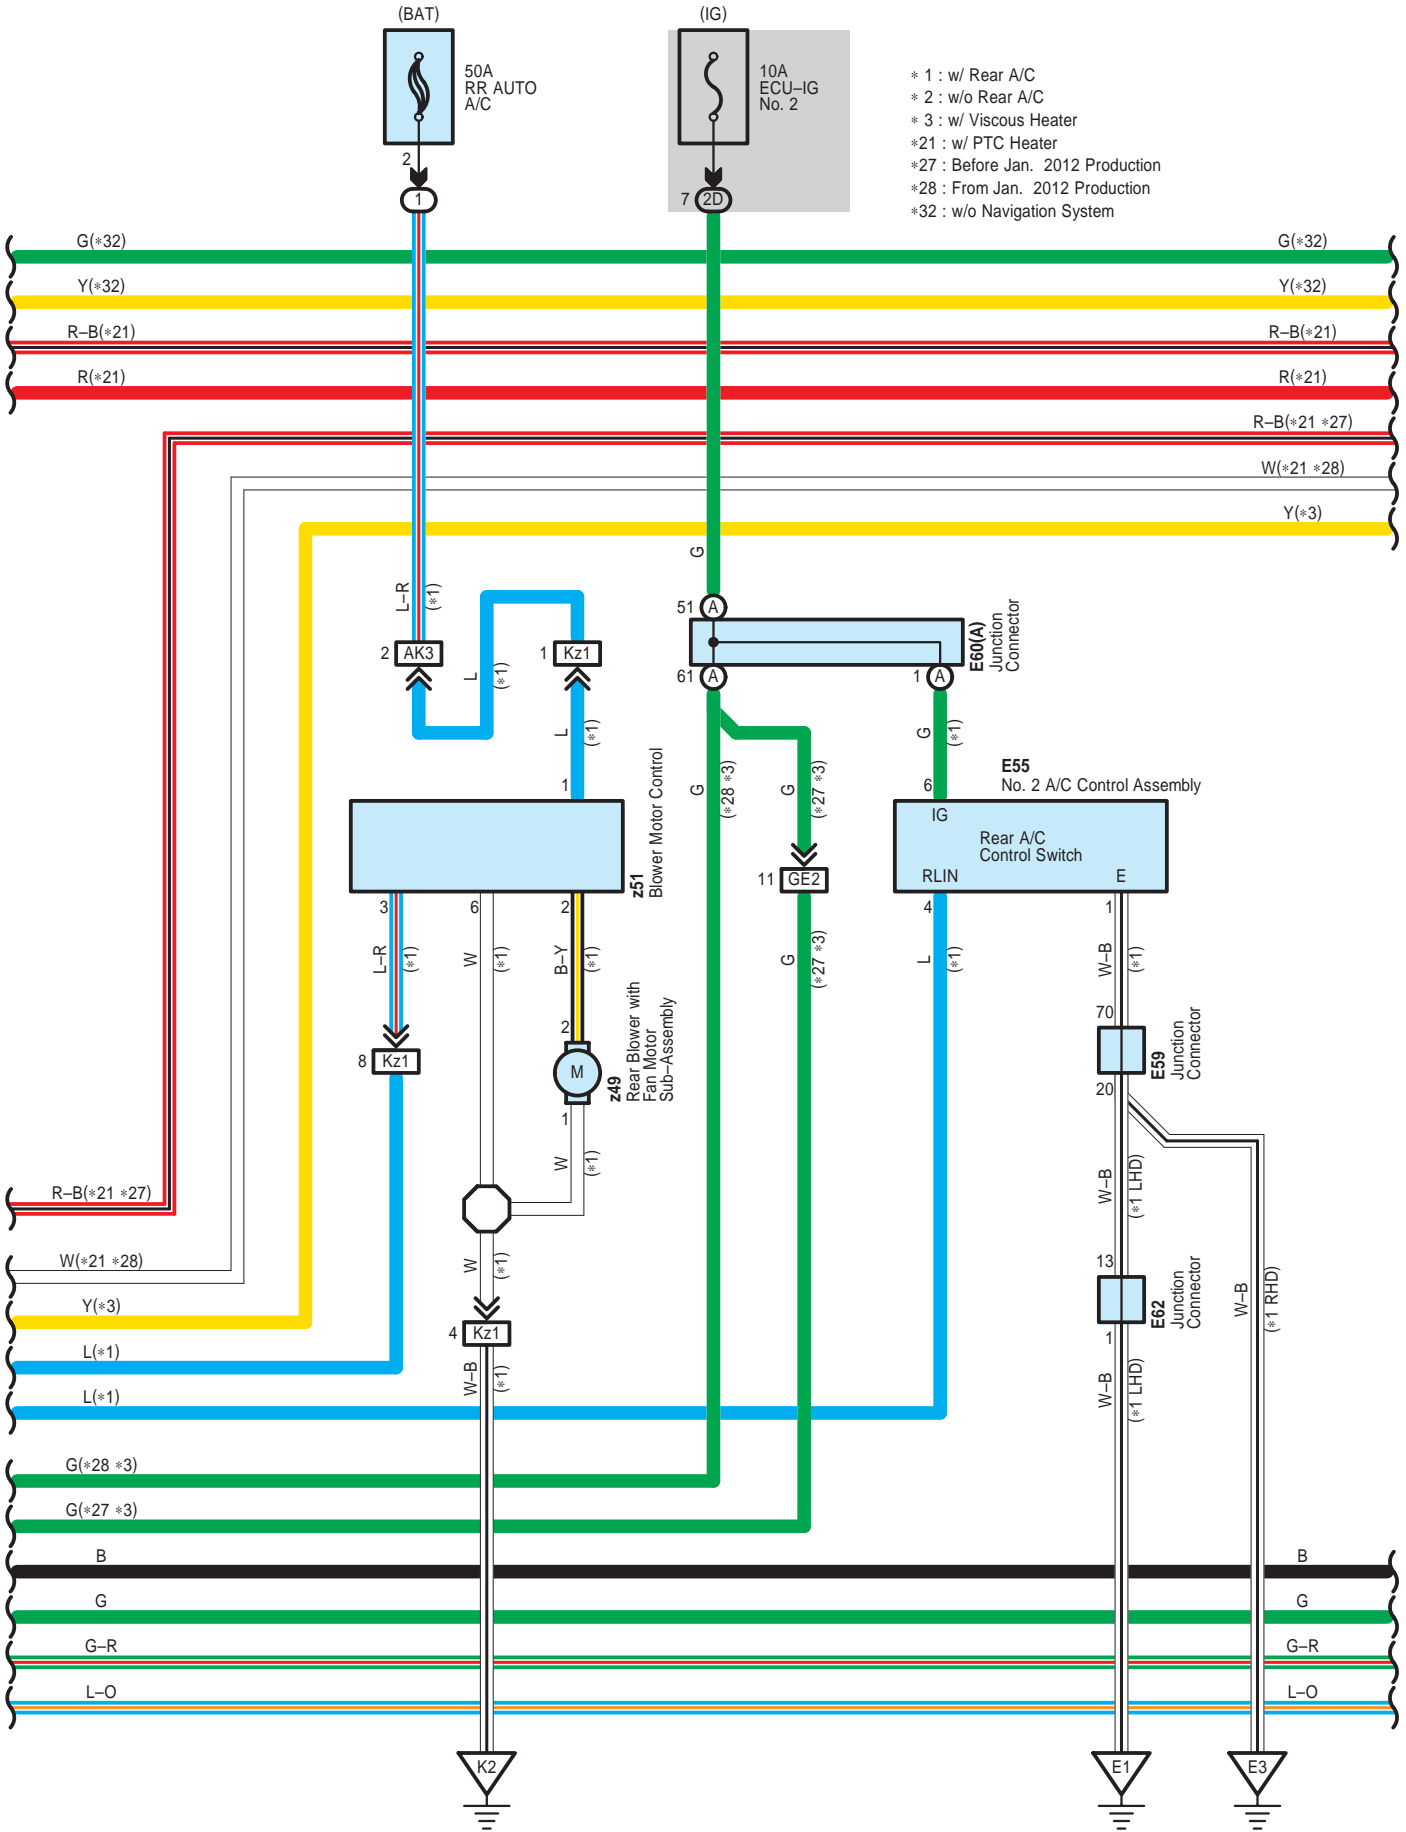 (BAT)
(IG)
50A
RR AUTO
A/C
10A
ECU–IG
No. 2
∗ 1 : w/ Rear A/C
∗ 2 : w/o Rear A/C
∗ 3 : w/ Viscous Heater
∗21 : w/ PTC Heater
∗27 : Before Jan. 2012 Production
∗28 : From Jan. 2012 Production
∗32 : w/o Navigation System
2
1
7
2D
G(∗32)
G(∗32)
Y(∗32)
Y(∗32)
R–B(∗21)
R–B(∗21)
R(∗21)
R(∗21)
R–B(∗21 ∗27)
W(∗21 ∗28)
Y(∗3)
G
L–R
(∗1)
51
A
E60(A)
Junction
Connector
2
AK3
L
(∗1)
1
Kz1
61
A
1
A
L
(∗1)
G
(∗28 ∗3)
G
(∗27 ∗3)
G
(∗1)
E55
No. 2 A/C Control Assembly
1
6
IG
Rear A/C
Control Switch
RLIN
E
z51
Blower Motor Control
11
GE2
3
6
2
4
1
L–R
(∗1)
W
(∗1)
B–Y
(∗1)
G
(∗27 ∗3)
L
(∗1)
W–B
(∗1)
70
E59
Junction
Connector
20
8
Kz1
2
M
1
z49
Rear Blower with
Fan Motor
Sub–Assembly
W
(∗1)
W–B
(∗1 LHD)
R–B(∗21 ∗27)
W(∗21 ∗28)
W
(∗1)
13
E62
Junction
Connector
1
W–B
(∗1 RHD)
Y(∗3)
4
Kz1
L(∗1)
W–B
(∗1)
W–B
(∗1 LHD)
L(∗1)
G(∗28 ∗3)
G(∗27 ∗3)
B
B
G
G
G–R
G–R
L–O
L–O
K2
E1
E3